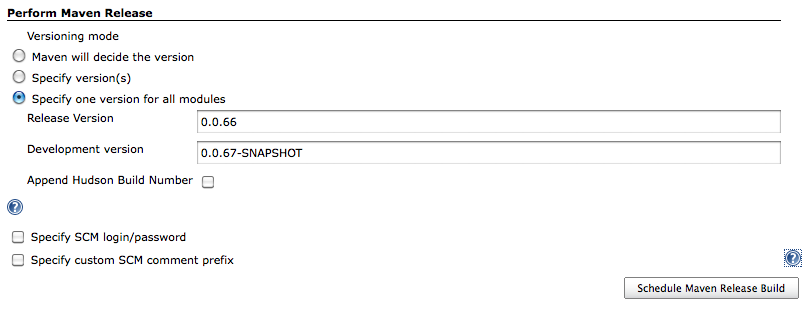 Perform Maven Release
Versioning mode
Maven will decide the version
Specify version(s)
Specify one version for all modules
Release Version
0.0.66
Development version
0.0.67-SNAPSHOT
Append Hudson Build Number
?
Specify SCM login/password
Specify custom SCM comment prefix
?
Schedule Maven Release Build